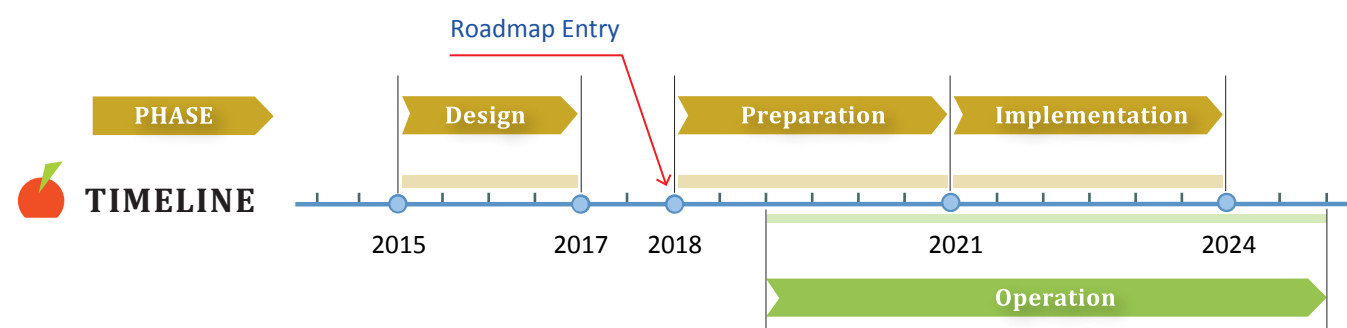 Roadmap Entry
PHASE
Design
Preparation
Implementation
TIMELINE
2015
2017
2018
2021
2024
Operation